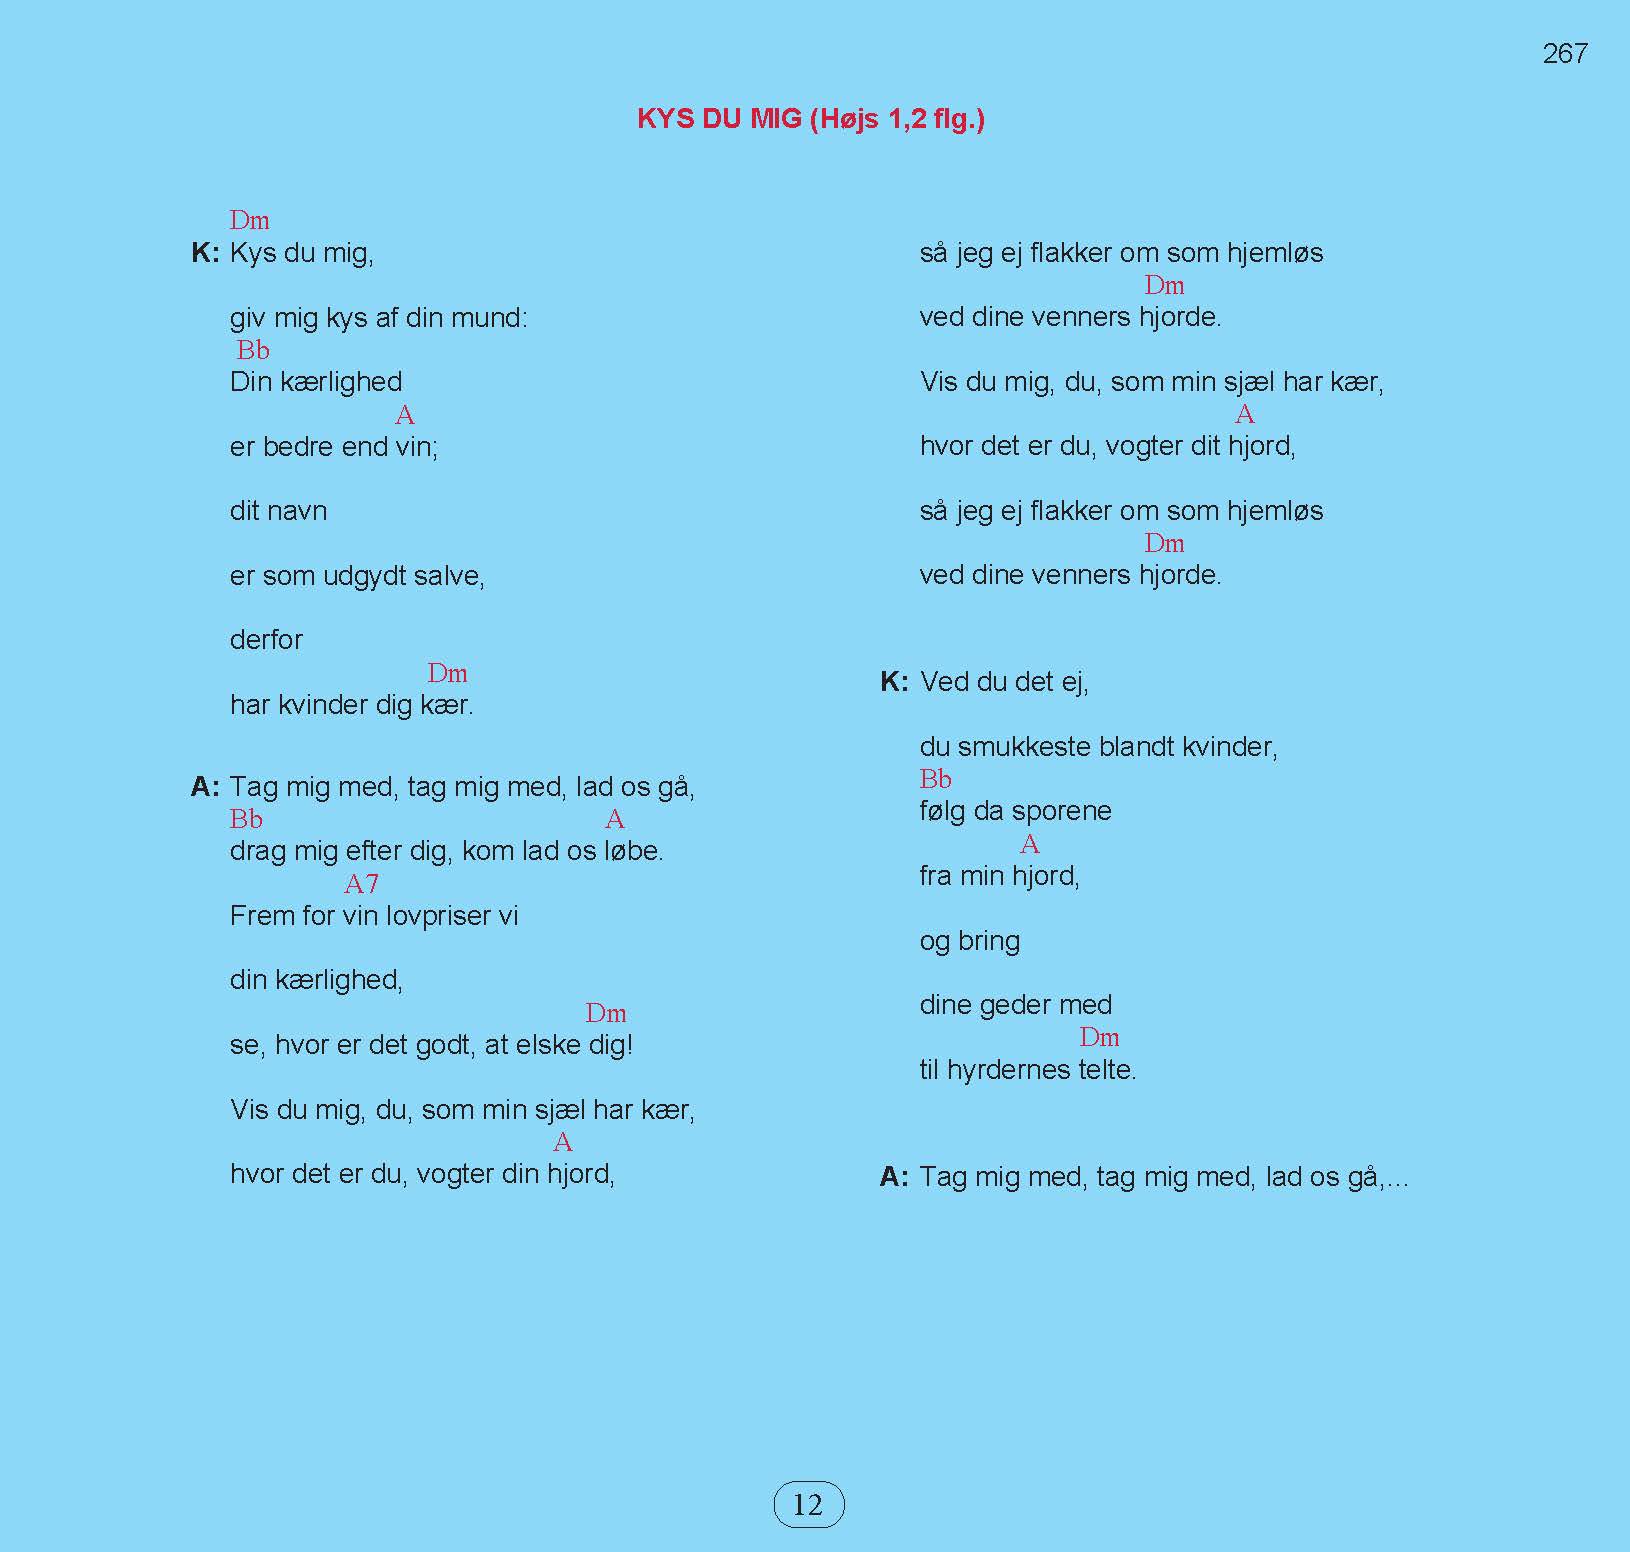 267
KYS DU MIG (Højs 1,2 flg.)
Dm
K: Kys du mig,
giv mig kys af din mund:
Bb
Din kærlighed
A
er bedre end vin;
dit navn
er som udgydt salve,
derfor
Dm
har kvinder dig kær.
A: Tag mig med, tag mig med, lad os gå,
Bb A
drag mig efter dig, kom lad os løbe.
A7
Frem for vin lovpriser vi
din kærlighed,
Dm
se, hvor er det godt, at elske dig!
Vis du mig, du, som min sjæl har kær,
A
hvor det er du, vogter din hjord,
så jeg ej flakker om som hjemløs
Dm
ved dine venners hjorde.
Vis du mig, du, som min sjæl har kær,
A
hvor det er du, vogter dit hjord,
så jeg ej flakker om som hjemløs
Dm
ved dine venners hjorde.
K: Ved du det ej,
du smukkeste blandt kvinder,
Bb
følg da sporene
A
fra min hjord,
og bring
dine geder med
Dm
til hyrdernes telte.
A: Tag mig med, tag mig med, lad os gå,...
12